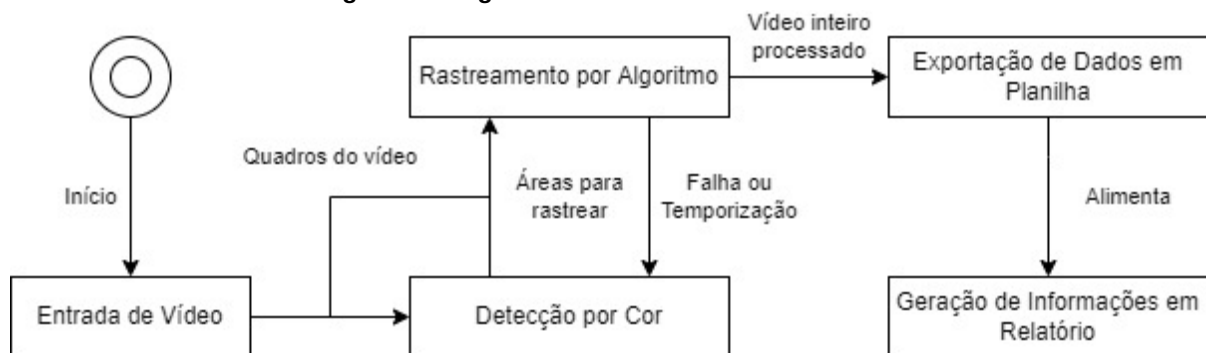 Vídeo inteiro
processado
Rastreamento por Algoritmo
Exportação de Dados em
Planilha
Quadros do vídeo
Início
Áreas para
rastrear
Falha ou
Temporização
Alimenta
Entrada de Vídeo
Detecção por Cor
Geração de Informações em
Relatório